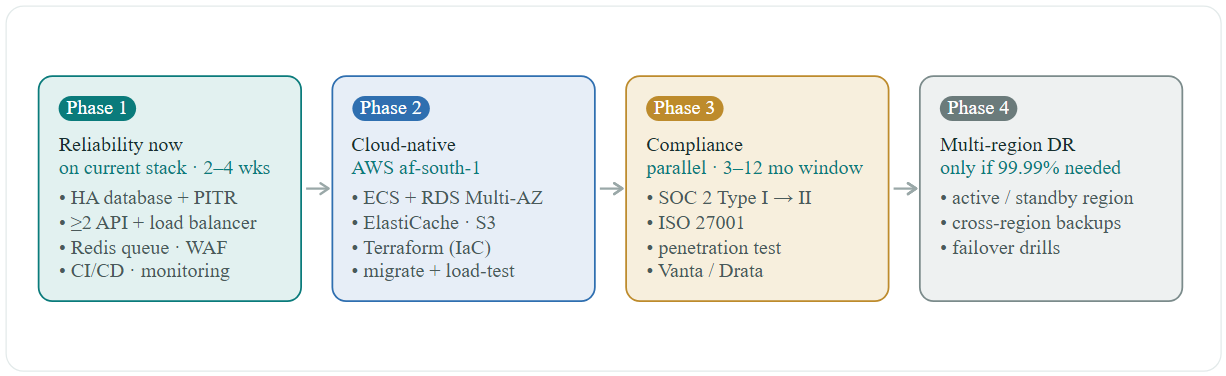 Phase 1
Reliability now
on current stack · 2–4 wks
• HA database + PITR
• ≥2 API + load balancer
• Redis queue · WAF
• CI/CD · monitoring
Phase 2
Cloud-native
AWS af-south-1
• ECS + RDS Multi-AZ
• ElastiCache · S3
• Terraform (IaC)
• migrate + load-test
Phase 3
Compliance
parallel · 3–12 mo window
• SOC 2 Type I → II
• ISO 27001
• penetration test
• Vanta / Drata
Phase 4
Multi-region DR
only if 99.99% needed
• active / standby region
• cross-region backups
• failover drills